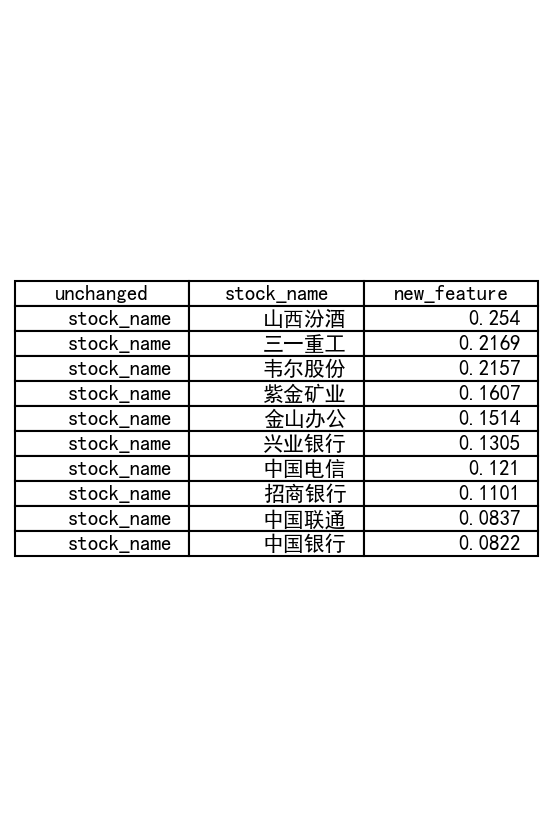 unchanged stock_name new_feature
stock_name 山西汾酒 0.254
stock_name 三一重工 0.2169
stock_name 韦尔股份 0.2157
stock_name 紫金矿业 0.1607
stock_name 金山办公 0.1514
stock_name 兴业银行 0.1305
stock_name 中国电信 0.121
stock_name 招商银行 0.1101
stock_name 中国联通 0.0837
stock_name 中国银行 0.0822